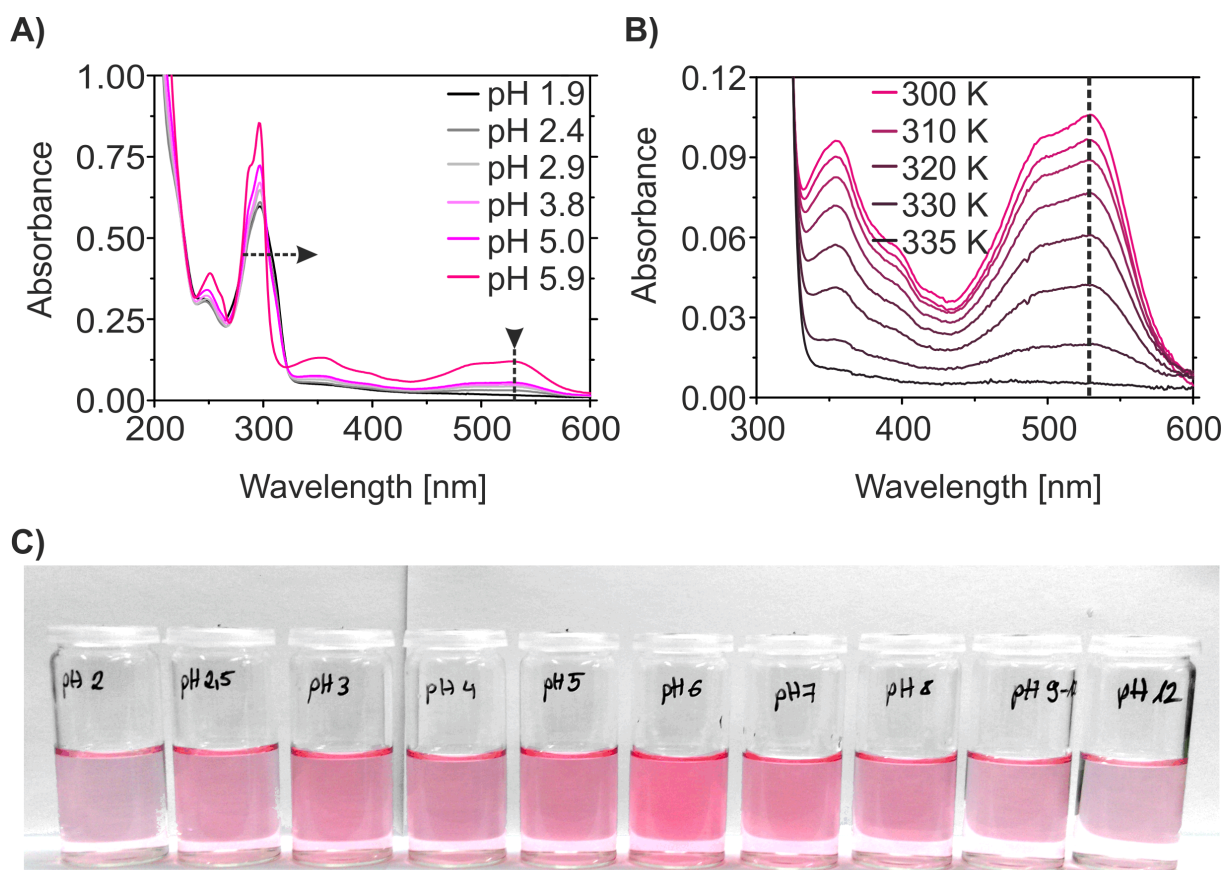 A)
1.00
0.75
0.50
0.25
0.00
Absorbance
pH 1.9
pH 2.4
pH 2.9
pH 3.8
pH 5.0
pH 5.9
200 300 400 500 600
Wavelength [nm]
B)
0.12
0.09
0.06
0.03
0.00
Absorbance
300 K
310 K
320 K
330 K
335 K
300 400 500 600
Wavelength [nm]
C)
pH 2
pH 2,5
pH 3
pH 4
pH 5
pH 6
pH 7
pH 8
pH 9-1
pH 12